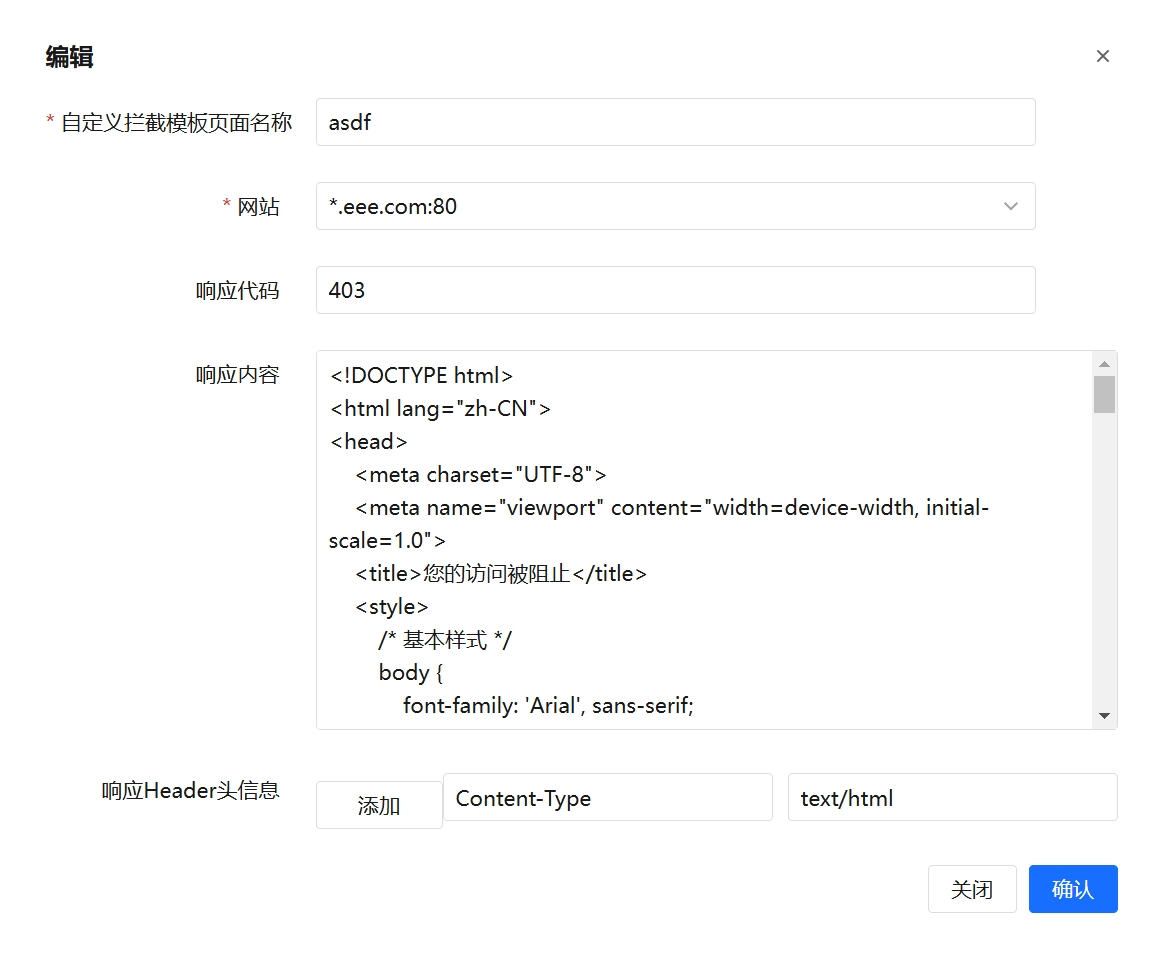 编辑
* 自定义拦截模板页面名称 asdf
* 网站 *.eee.com:80
响应代码 403
响应内容 <!DOCTYPE html>
<html lang="zh-CN">
<head>
    <meta charset="UTF-8">
    <meta name="viewport" content="width=device-width, initial-
scale=1.0">
    <title>您的访问被阻止</title>
    <style>
        /* 基本样式 */
        body {
            font-family: 'Arial', sans-serif;
响应Header头信息 添加 Content-Type text/html
关闭 确认